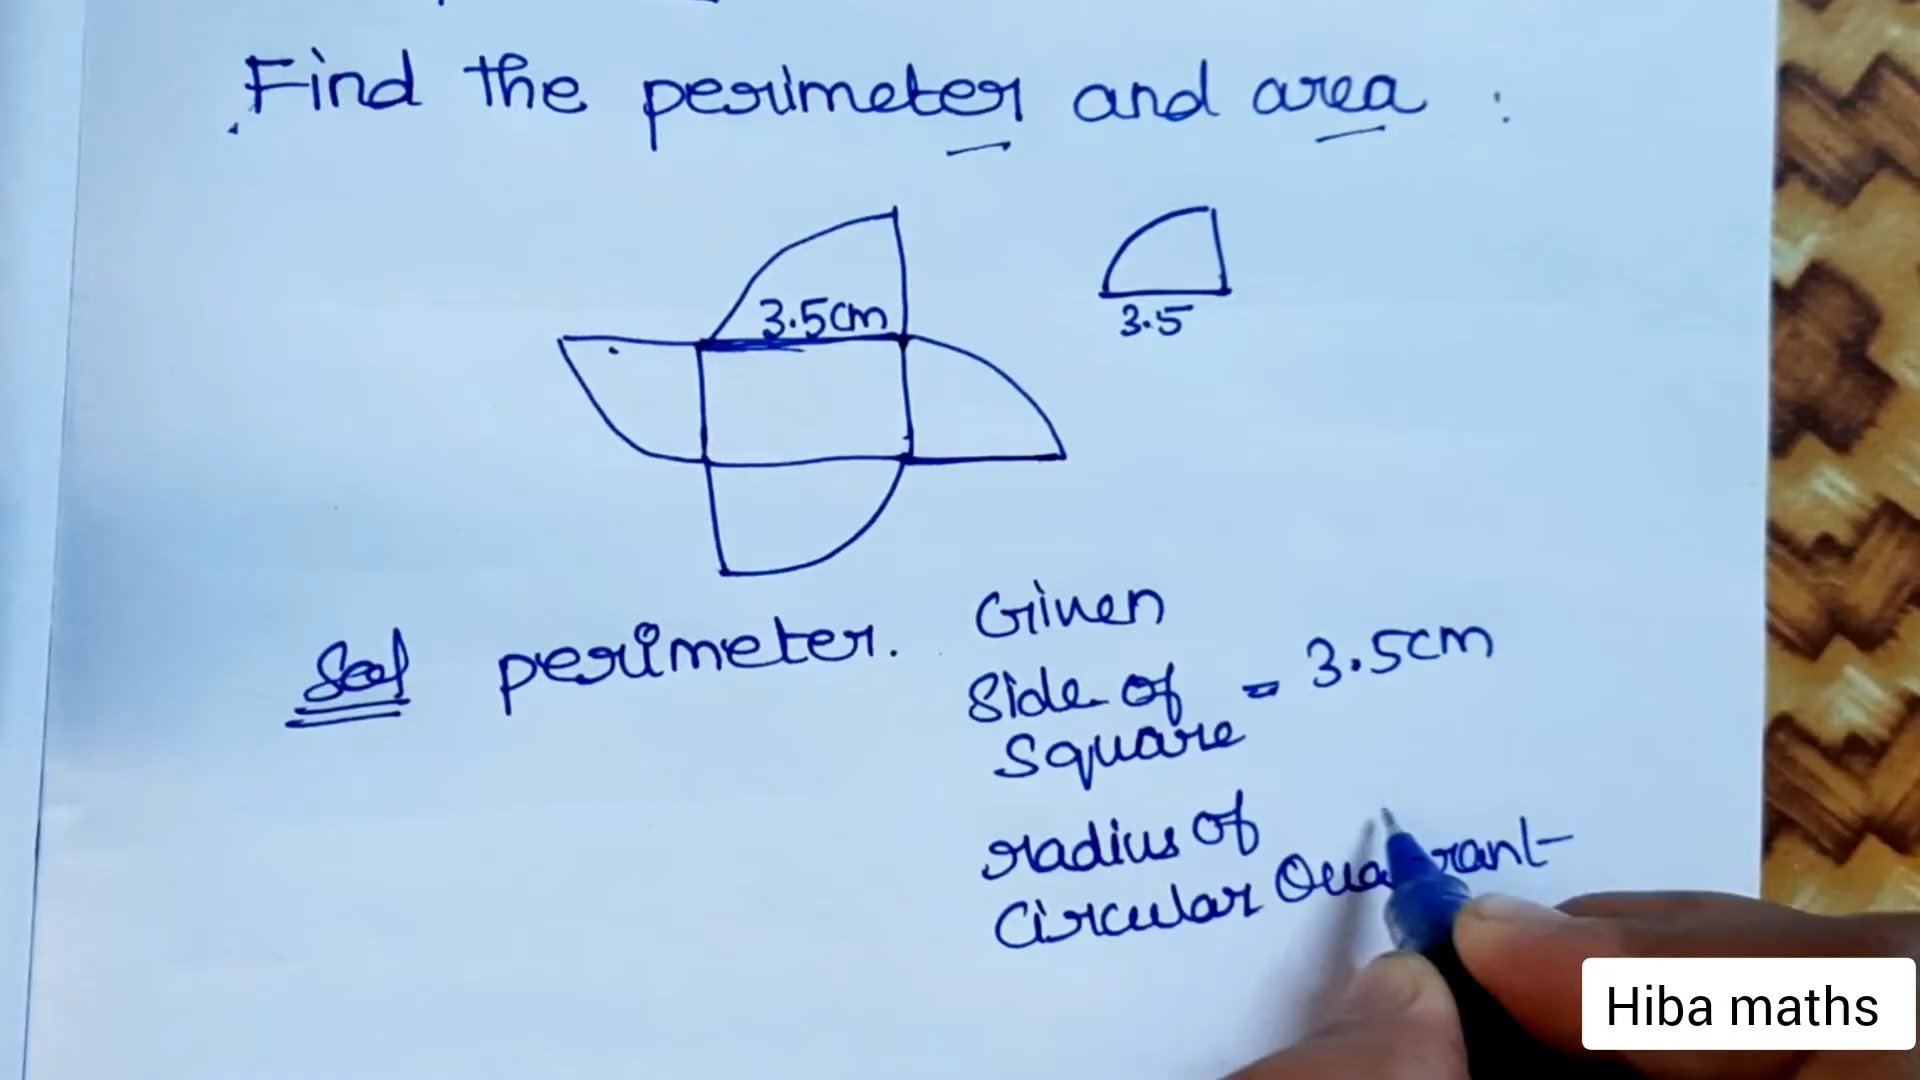 Find the perimeter and area :
3.5cm
3.5
Sol perimeter. Given
Side of = 3.5cm
Square
radius of
Circular Quadrant
Hiba maths